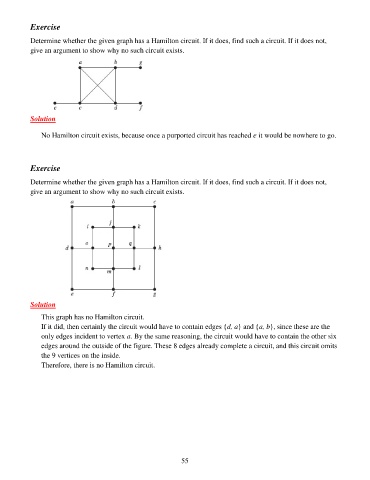 Exercise
Determine whether the given graph has a Hamilton circuit. If it does, find such a circuit. If it does not,
give an argument to show why no such circuit exists.
a b g
e c d f
Solution
No Hamilton circuit exists, because once a purported circuit has reached e it would be nowhere to go.
Exercise
Determine whether the given graph has a Hamilton circuit. If it does, find such a circuit. If it does not,
give an argument to show why no such circuit exists.
a b c
i j k
d o p q h
n m l
e f g
Solution
This graph has no Hamilton circuit.
If it did, then certainly the circuit would have to contain edges {d, a} and {a, b}, since these are the
only edges incident to vertex a. By the same reasoning, the circuit would have to contain the other six
edges around the outside of the figure. These 8 edges already complete a circuit, and this circuit omits
the 9 vertices on the inside.
Therefore, there is no Hamilton circuit.
55